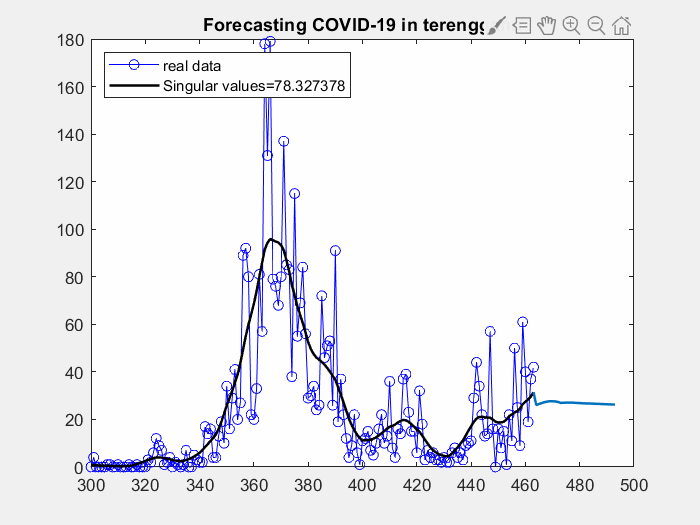 Forecasting COVID-19 in terengg
180
160
140
120
100
80
60
40
20
0
real data
Singular values=78.327378
300 320 340 360 380 400 420 440 460 480 500